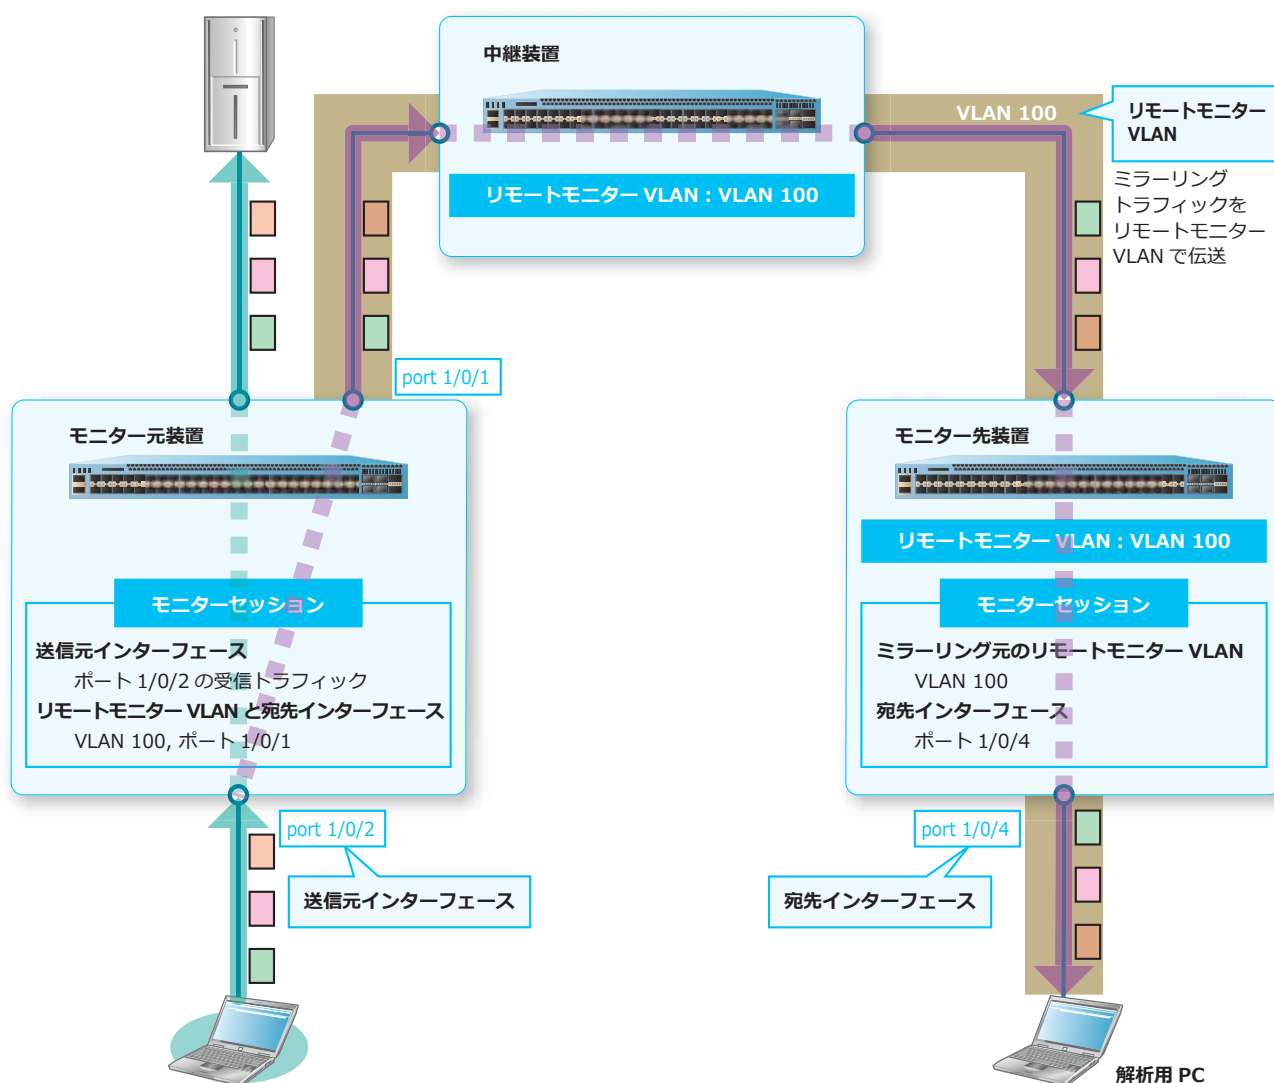 中継装置
VLAN 100
リモートモニター
VLAN
リモートモニター VLAN : VLAN 100
ミラーリング
トラフィックを
リモートモニター
VLAN で伝送
port 1/0/1
モニター元装置
モニターセッション
送信元インターフェース
ポート 1/0/2 の受信トラフィック
リモートモニター VLAN と宛先インターフェース
VLAN 100, ポート 1/0/1
port 1/0/2
送信元インターフェース
モニター先装置
リモートモニター VLAN : VLAN 100
モニターセッション
ミラーリング元のリモートモニター VLAN
VLAN 100
宛先インターフェース
ポート 1/0/4
port 1/0/4
宛先インターフェース
解析用 PC